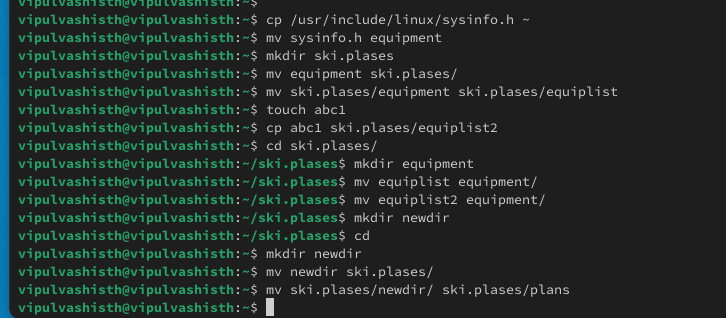 vipulvashisth@vipulvashisth:~$
vipulvashisth@vipulvashisth:~$ cp /usr/include/linux/sysinfo.h ~
vipulvashisth@vipulvashisth:~$ mv sysinfo.h equipment
vipulvashisth@vipulvashisth:~$ mkdir ski.plases
vipulvashisth@vipulvashisth:~$ mv equipment ski.plases/
vipulvashisth@vipulvashisth:~$ mv ski.plases/equipment ski.plases/equiplist
vipulvashisth@vipulvashisth:~$ touch abc1
vipulvashisth@vipulvashisth:~$ cp abc1 ski.plases/equiplist2
vipulvashisth@vipulvashisth:~$ cd ski.plases/
vipulvashisth@vipulvashisth:~/ski.plases$ mkdir equipment
vipulvashisth@vipulvashisth:~/ski.plases$ mv equiplist equipment/
vipulvashisth@vipulvashisth:~/ski.plases$ mv equiplist2 equipment/
vipulvashisth@vipulvashisth:~/ski.plases$ mkdir newdir
vipulvashisth@vipulvashisth:~/ski.plases$ cd
vipulvashisth@vipulvashisth:~$ mkdir newdir
vipulvashisth@vipulvashisth:~$ mv newdir ski.plases/
vipulvashisth@vipulvashisth:~$ mv ski.plases/newdir/ ski.plases/plans
vipulvashisth@vipulvashisth:~$